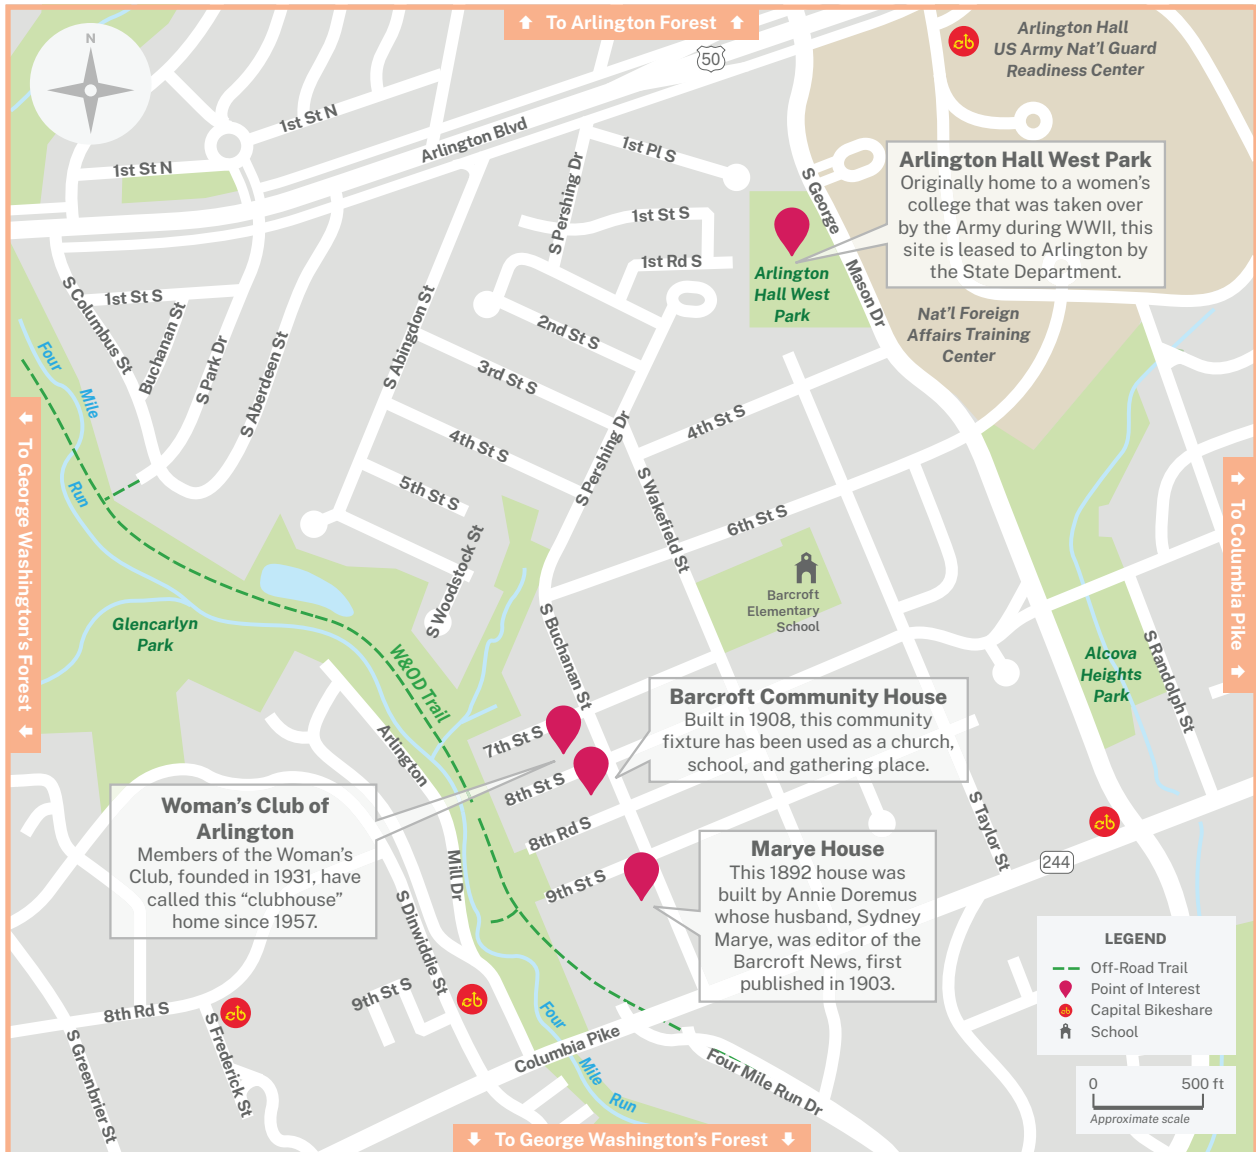 To Arlington Forest
N
50
Arlington Hall
US Army Nat'l Guard
Readiness Center
1st St N
Arlington Blvd
1st St N
1st Pl S
S Pershing Dr
1st St S
1st Rd S
S George
Mason Dr
Arlington Hall West Park
Originally home to a women's
college that was taken over
by the Army during WWII, this
site is leased to Arlington by
the State Department.
Arlington
Hall West
Park
Nat'l Foreign
Affairs Training
Center
S Columbus St
1st St S
Buchanan St
S Park Dr
S Aberdeen St
S Abingdon St
2nd St S
3rd St S
4th St S
4th St S
5th St S
S Pershing Dr
S Wakefield St
6th St S
Four
Mile
Run
To George Washington's Forest
To Columbia Pike
S Woodstock St
Barcroft
Elementary
School
S Buchanan St
Glencarlyn
Park
W&OD Trail
Alcova
Heights
Park
S Randolph St
Arlington
Mill Dr
7th St S
8th St S
8th Rd S
9th St S
Barcroft Community House
Built in 1908, this community
fixture has been used as a church,
school, and gathering place.
Woman's Club of
Arlington
Members of the Woman's
Club, founded in 1931, have
called this “clubhouse”
home since 1957.
Marye House
This 1892 house was
built by Annie Doremus
whose husband, Sydney
Marye, was editor of the
Barcroft News, first
published in 1903.
S Taylor St
244
S Dinwiddie St
9th St S
8th Rd S
S Frederick St
S Greenbrier St
Columbia Pike
Four
Mile
Run
Four Mile Run Dr
LEGEND
Off-Road Trail
Point of Interest
Capital Bikeshare
School
0 500 ft
Approximate scale
To George Washington's Forest